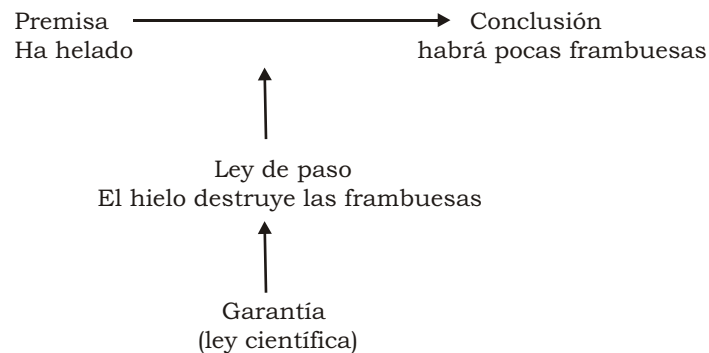 Premisa
Conclusión
Ha helado
habrá pocas frambuesas
Ley de paso
El hielo destruye las frambuesas
Garantía
(ley científica)